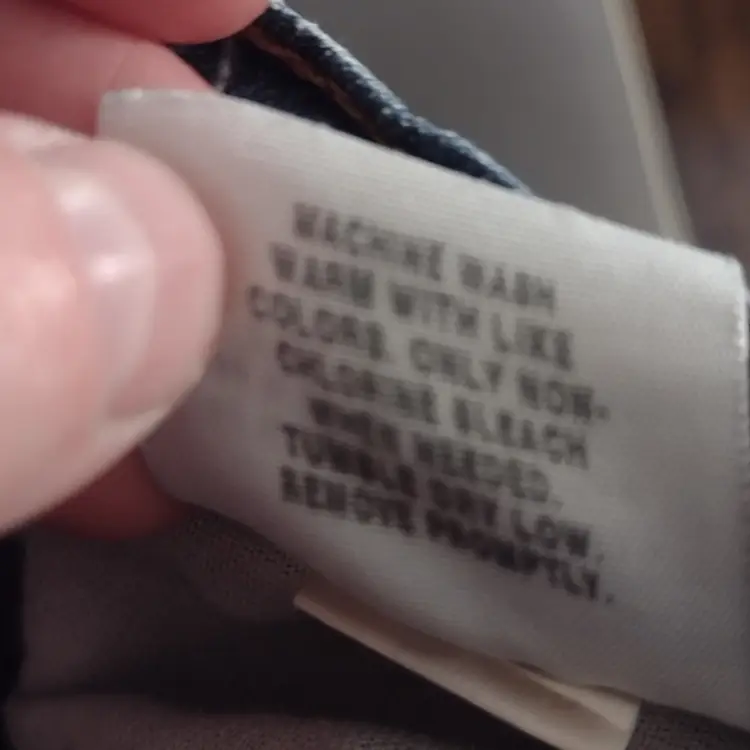 MACHINE WASH
WARM WITH LIKE
COLORS. ONLY NON-
CHLORINE BLEACH
WHEN NEEDED.
TUMBLE DRY LOW.
REMOVE PROMPTLY.